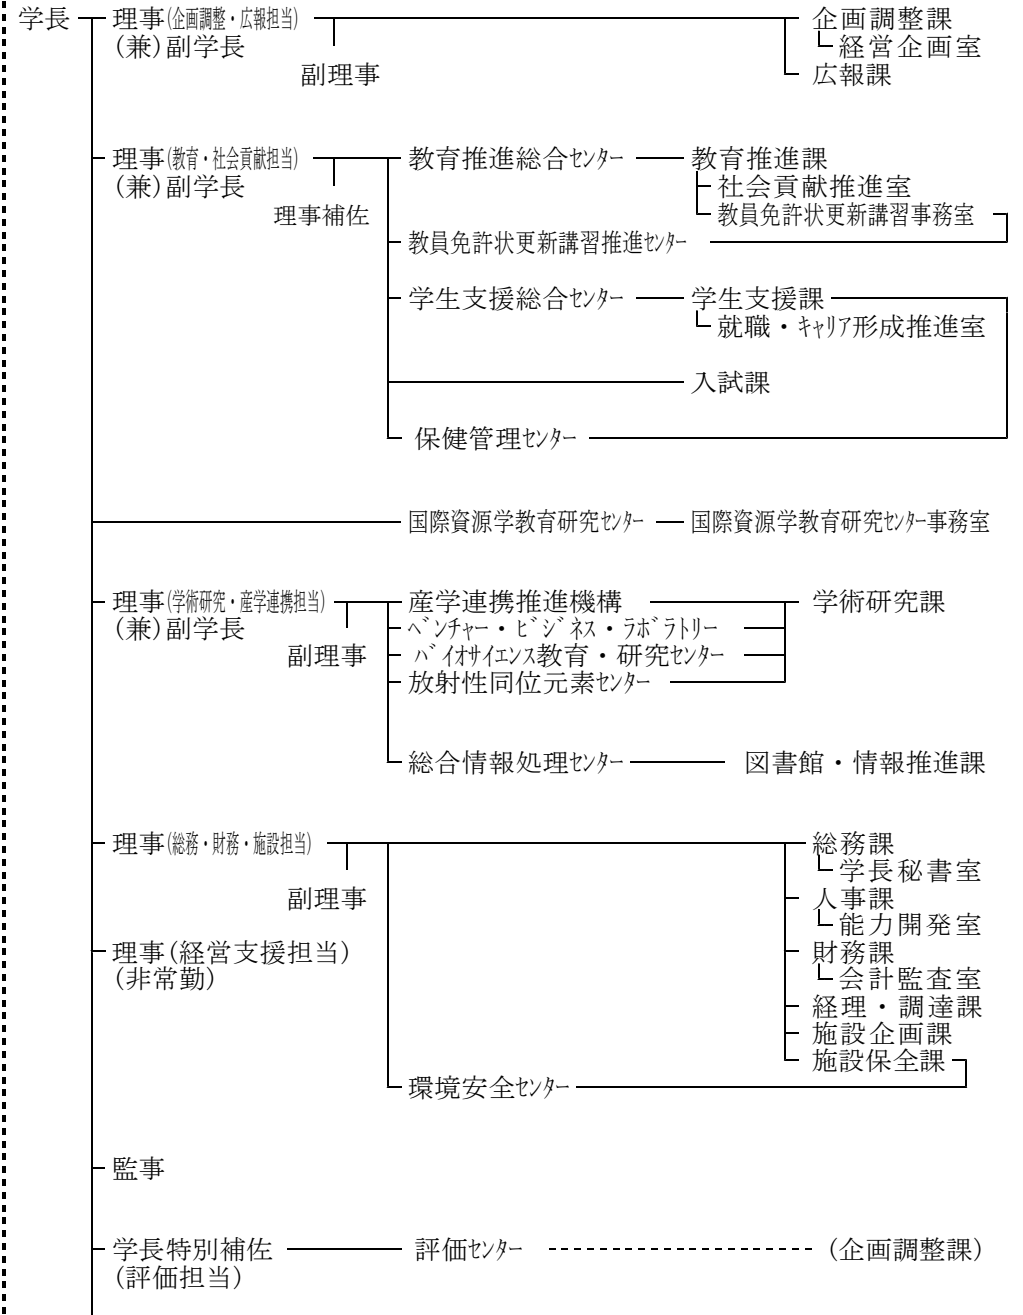 学長 理事(企画調整・広報担当) 企画調整課
(兼)副学長 経営企画室
副理事 広報課
理事(教育・社会貢献担当) 教育推進総合ｾﾝﾀｰ 教育推進課
(兼)副学長 社会貢献推進室
理事補佐 教員免許状更新講習事務室
教員免許状更新講習推進ｾﾝﾀｰ
学生支援総合ｾﾝﾀｰ 学生支援課
就職・ｷｬﾘｱ形成推進室
入試課
保健管理ｾﾝﾀｰ
国際資源学教育研究ｾﾝﾀｰ 国際資源学教育研究ｾﾝﾀｰ事務室
理事(学術研究・産学連携担当) 産学連携推進機構 学術研究課
(兼)副学長 ﾍﾞﾝﾁｬｰ・ﾋﾞｼﾞﾈｽ・ﾗﾎﾞﾗﾄﾘｰ
副理事 ﾊﾞｲｵｻｲｴﾝｽ教育・研究ｾﾝﾀｰ
放射性同位元素ｾﾝﾀｰ
総合情報処理ｾﾝﾀｰ 図書館・情報推進課
理事(総務・財務・施設担当) 総務課
学長秘書室
副理事 人事課
能力開発室
理事(経営支援担当) 財務課
(非常勤) 会計監査室
経理・調達課
施設企画課
施設保全課
環境安全ｾﾝﾀｰ
監事
学長特別補佐 評価ｾﾝﾀｰ (企画調整課)
(評価担当)